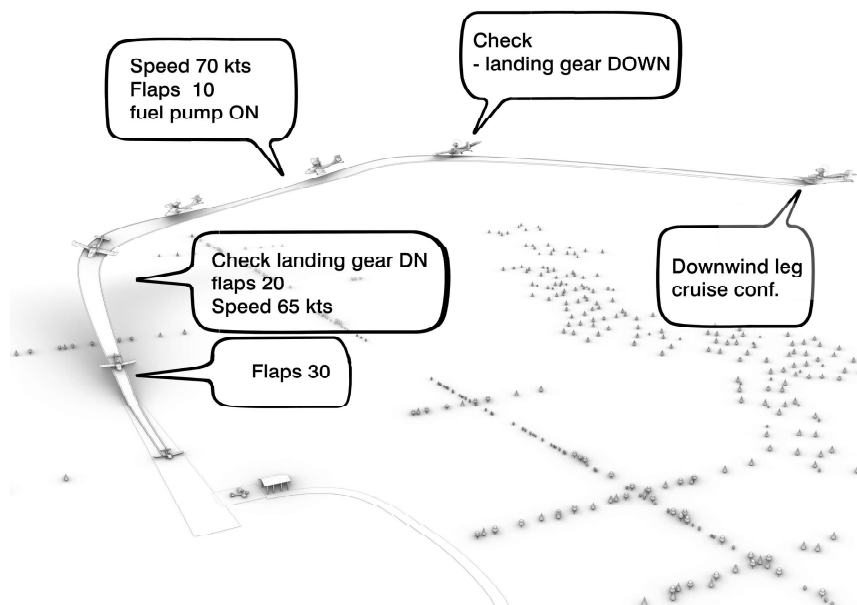 Check
- landing gear DOWN
Speed 70 kts
Flaps 10
fuel pump ON
Downwind leg
cruise conf.
Check landing gear DN
flaps 20
Speed 65 kts
Flaps 30